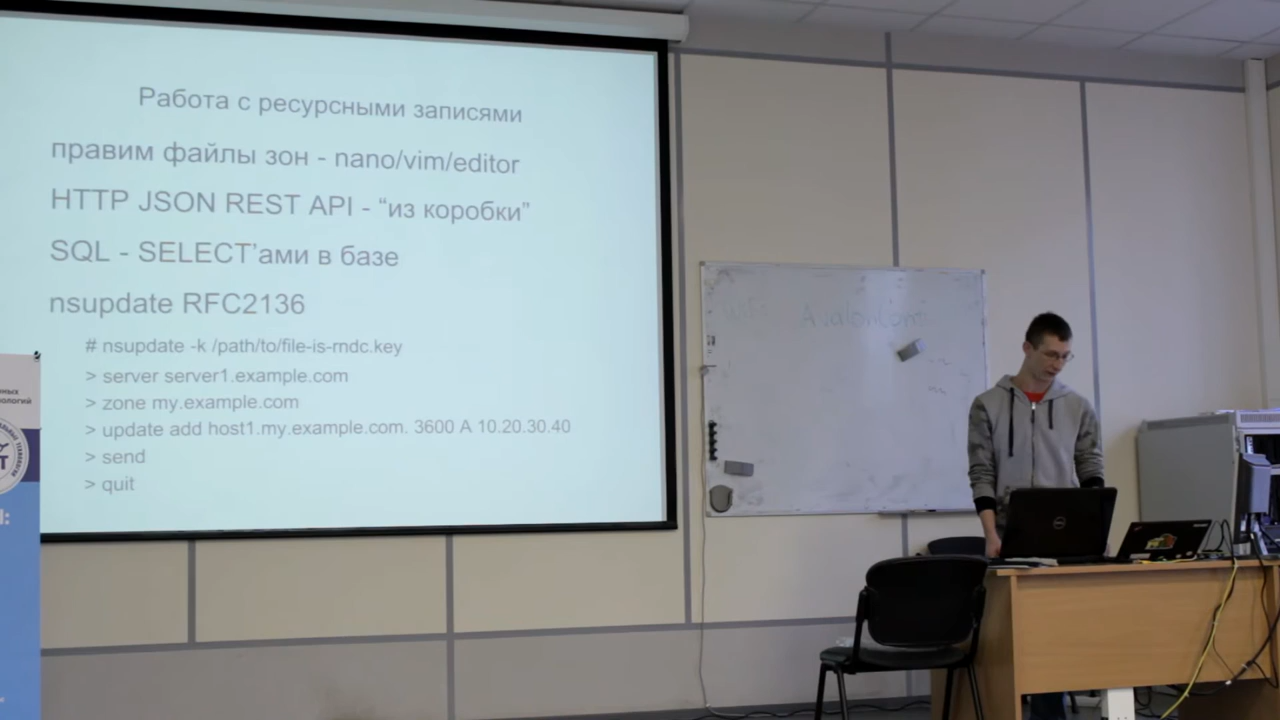 Работа с ресурсными записями
правим файлы зон - nano/vim/editor
HTTP JSON REST API - “из коробки”
SQL - SELECT’ами в базе
nsupdate RFC2136
# nsupdate -k /path/to/file-is-mdc.key
> server server1.example.com
> zone my.example.com
> update add host1.my.example.com. 3600 A 10.20.30.40
> send
> quit
DELL